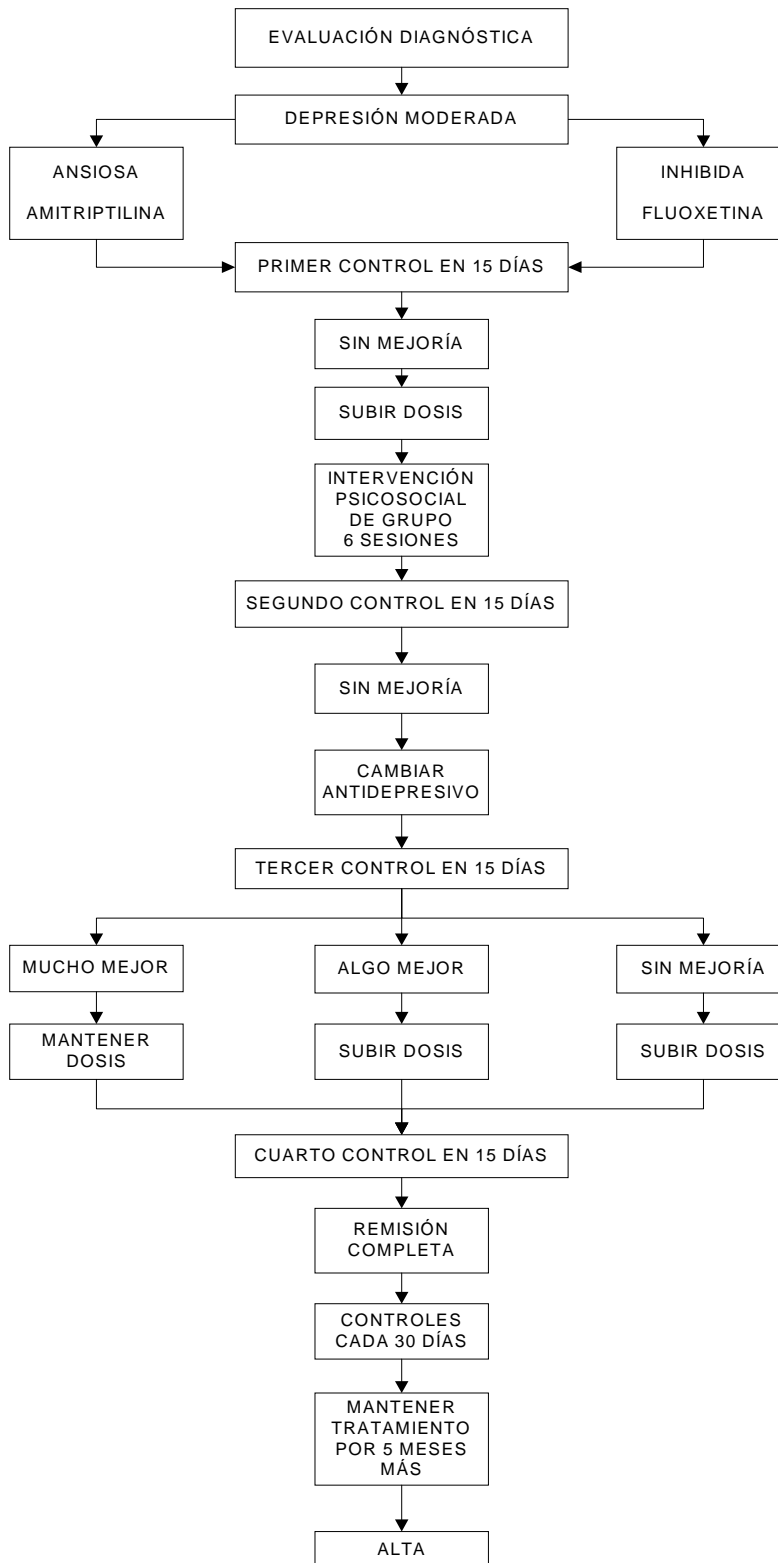 EVALUACIÓN DIAGNÓSTICA
DEPRESIÓN MODERADA
ANSIOSA
AMITRIPTILINA
INHIBIDA
FLUOXETINA
PRIMER CONTROL EN 15 DÍAS
SIN MEJORÍA
SUBIR DOSIS
INTERVENCIÓN
PSICOSOCIAL
DE GRUPO
6 SESIONES
SEGUNDO CONTROL EN 15 DÍAS
SIN MEJORÍA
CAMBIAR
ANTIDEPRESIVO
TERCER CONTROL EN 15 DÍAS
MUCHO MEJOR
ALGO MEJOR
SIN MEJORÍA
MANTENER
DOSIS
SUBIR DOSIS
SUBIR DOSIS
CUARTO CONTROL EN 15 DÍAS
REMISIÓN
COMPLETA
CONTROLES
CADA 30 DÍAS
MANTENER
TRATAMIENTO
POR 5 MESES
MÁS
ALTA